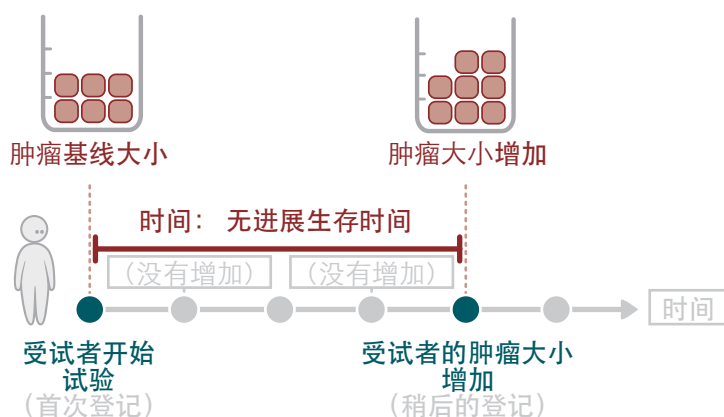 肿瘤基线大小
肿瘤大小增加
时间： 无进展生存时间
（没有增加）
（没有增加）
时间
受试者开始
试验
（首次登记）
受试者的肿瘤大小
增加
（稍后的登记）